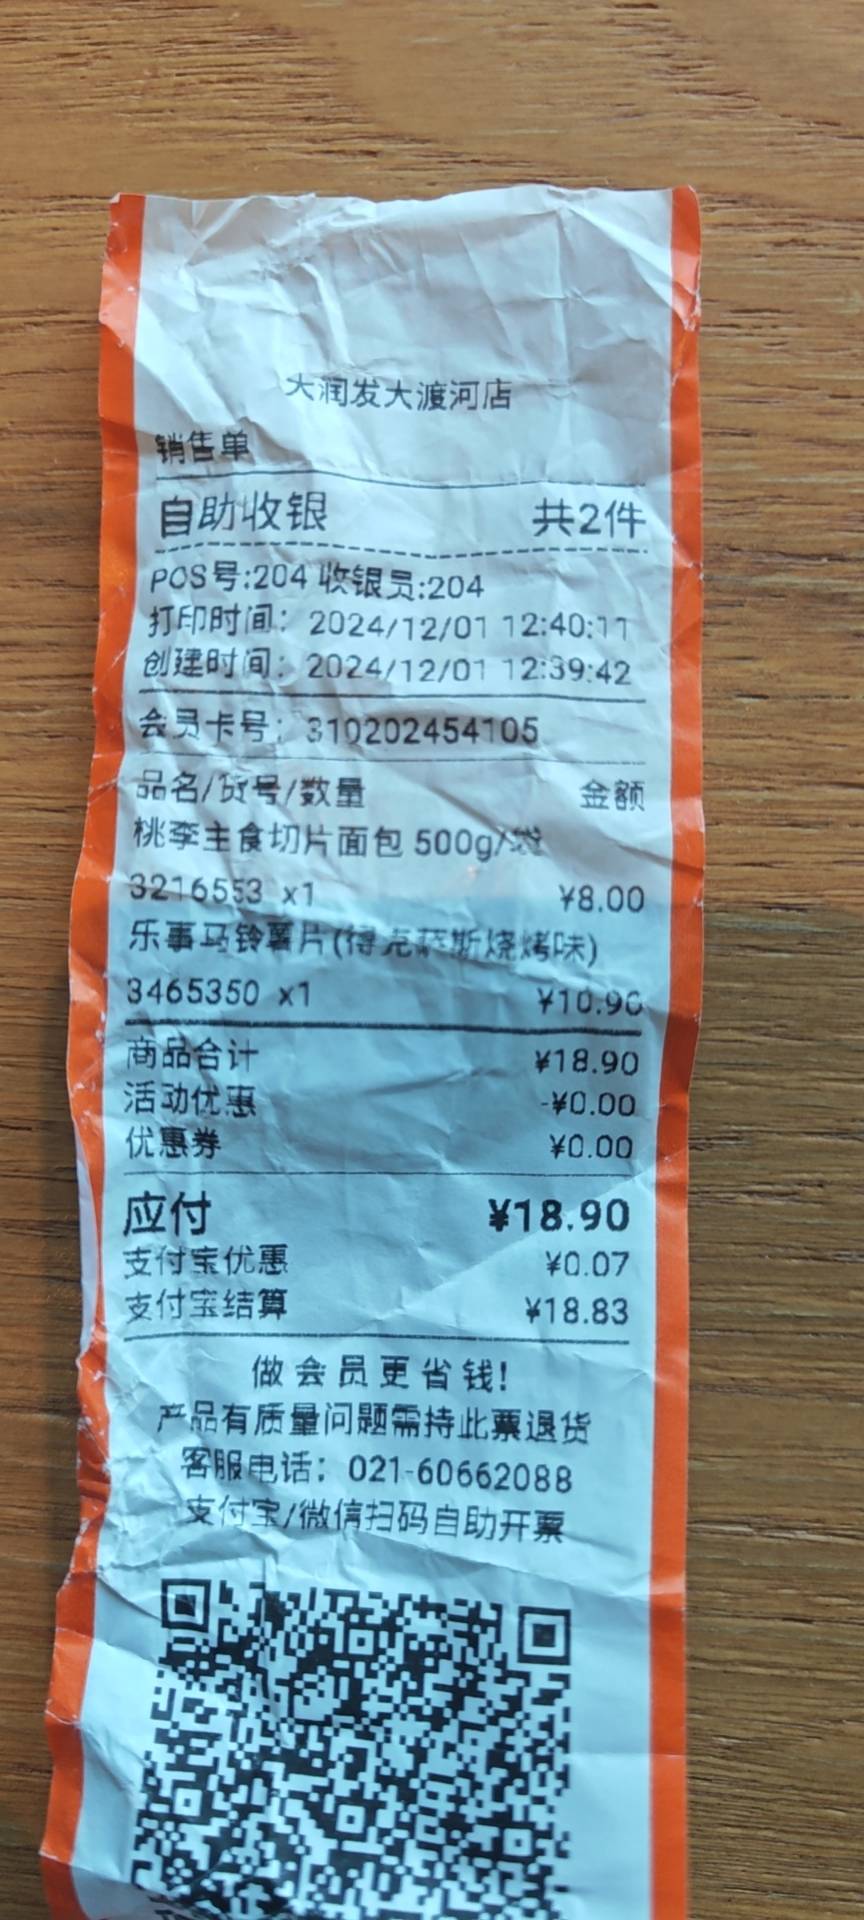 大润发大渡河店
销售单
自助收银 共2件
POS号:204 收银员:204
打印时间：2024/12/01 12:40:11
创建时间：2024/12/01 12:39:42
会员卡号：310202454105
品名/货号/数量 金额
桃李主食切片面包 500g/袋
3216553 x1 ¥8.00
乐事马铃薯片(得克萨斯烧烤味)
3465350 x1 ¥10.90
商品合计 ¥18.90
活动优惠 -¥0.00
优惠券 ¥0.00
应付 ¥18.90
支付宝优惠 ¥0.07
支付宝结算 ¥18.83
做会员更省钱!
产品有质量问题需持此票退货
客服电话：021-60662088
支付宝/微信扫码自助开票